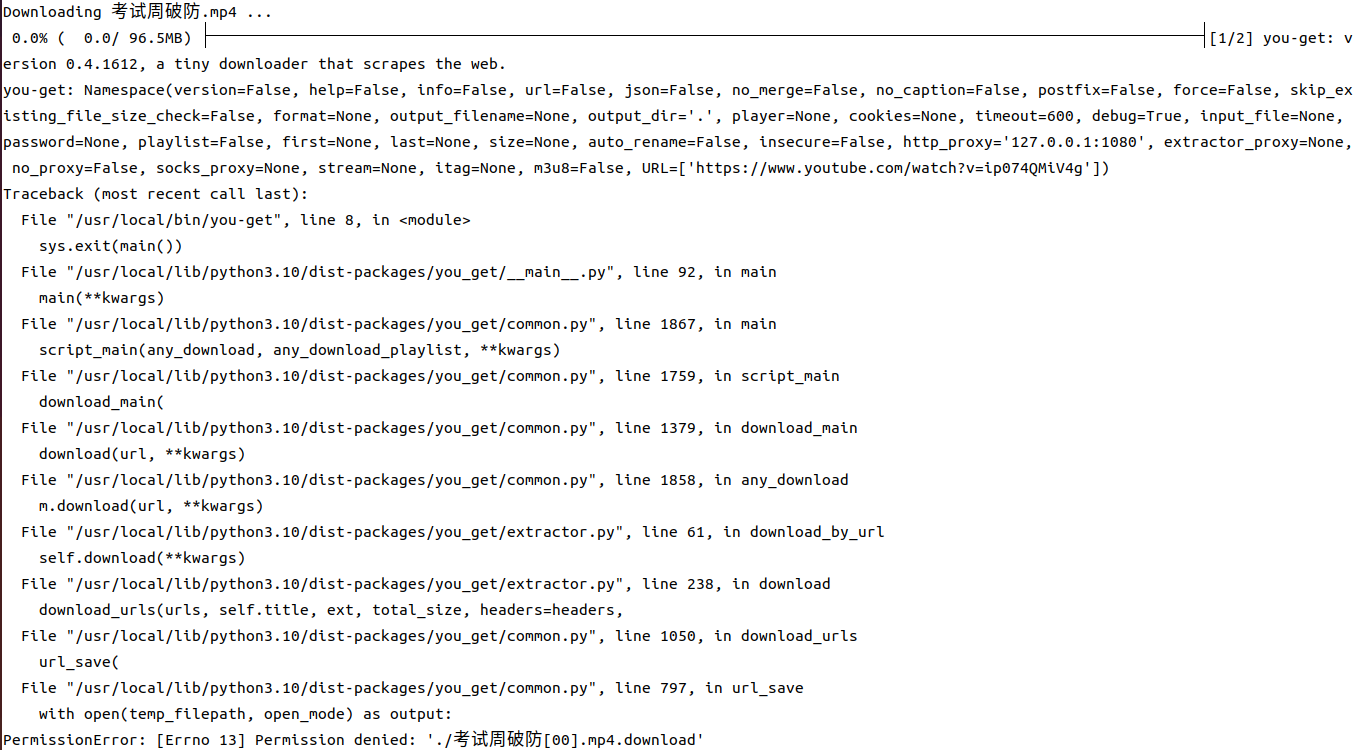 Downloading 考试周破防.mp4 ...
0.0% (  0.0/ 96.5MB) ├──────────────────────────────────────────┤[1/2] you-get: v
ersion 0.4.1612, a tiny downloader that scrapes the web.
you-get: Namespace(version=False, help=False, info=False, url=False, json=False, no_merge=False, no_caption=False, postfix=False, force=False, skip_ex
isting_file_size_check=False, format=None, output_filename=None, output_dir='.', player=None, cookies=None, timeout=600, debug=True, input_file=None,
password=None, playlist=False, first=None, last=None, size=None, auto_rename=False, insecure=False, http_proxy='127.0.0.1:1080', extractor_proxy=None,
no_proxy=False, socks_proxy=None, stream=None, itag=None, m3u8=False, URL=['https://www.youtube.com/watch?v=ip074QMiV4g'])
Traceback (most recent call last):
  File "/usr/local/bin/you-get", line 8, in <module>
    sys.exit(main())
  File "/usr/local/lib/python3.10/dist-packages/you_get/__main__.py", line 92, in main
    main(**kwargs)
  File "/usr/local/lib/python3.10/dist-packages/you_get/common.py", line 1867, in main
    script_main(any_download, any_download_playlist, **kwargs)
  File "/usr/local/lib/python3.10/dist-packages/you_get/common.py", line 1759, in script_main
    download_main(
  File "/usr/local/lib/python3.10/dist-packages/you_get/common.py", line 1379, in download_main
    download(url, **kwargs)
  File "/usr/local/lib/python3.10/dist-packages/you_get/common.py", line 1858, in any_download
    m.download(url, **kwargs)
  File "/usr/local/lib/python3.10/dist-packages/you_get/extractor.py", line 61, in download_by_url
    self.download(**kwargs)
  File "/usr/local/lib/python3.10/dist-packages/you_get/extractor.py", line 238, in download
    download_urls(urls, self.title, ext, total_size, headers=headers,
  File "/usr/local/lib/python3.10/dist-packages/you_get/common.py", line 1050, in download_urls
    url_save(
  File "/usr/local/lib/python3.10/dist-packages/you_get/common.py", line 797, in url_save
    with open(temp_filepath, open_mode) as output:
PermissionError: [Errno 13] Permission denied: './考试周破防[00].mp4.download'